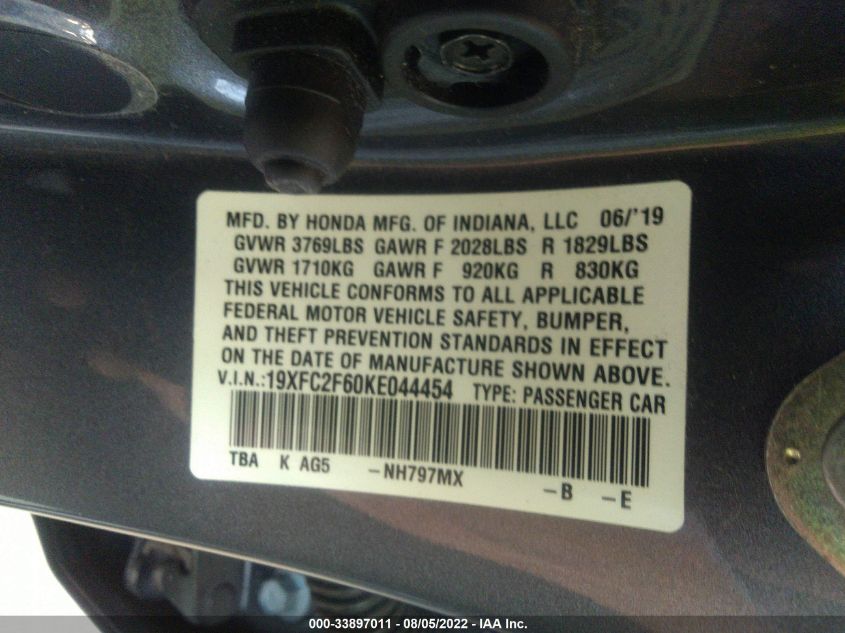 MFD. BY HONDA MFG. OF INDIANA, LLC 06/'19
GVWR 3769LBS GAWR F 2028LBS R 1829LBS
GVWR 1710KG GAWR F 920KG R 830KG
THIS VEHICLE CONFORMS TO ALL APPLICABLE
FEDERAL MOTOR VEHICLE SAFETY, BUMPER,
AND THEFT PREVENTION STANDARDS IN EFFECT
ON THE DATE OF MANUFACTURE SHOWN ABOVE.
V.I.N.:19XFC2F60KE044454 TYPE: PASSENGER CAR
TBA K AG5 -NH797MX -B -E
000-33897011 - 08/05/2022 - IAA Inc.